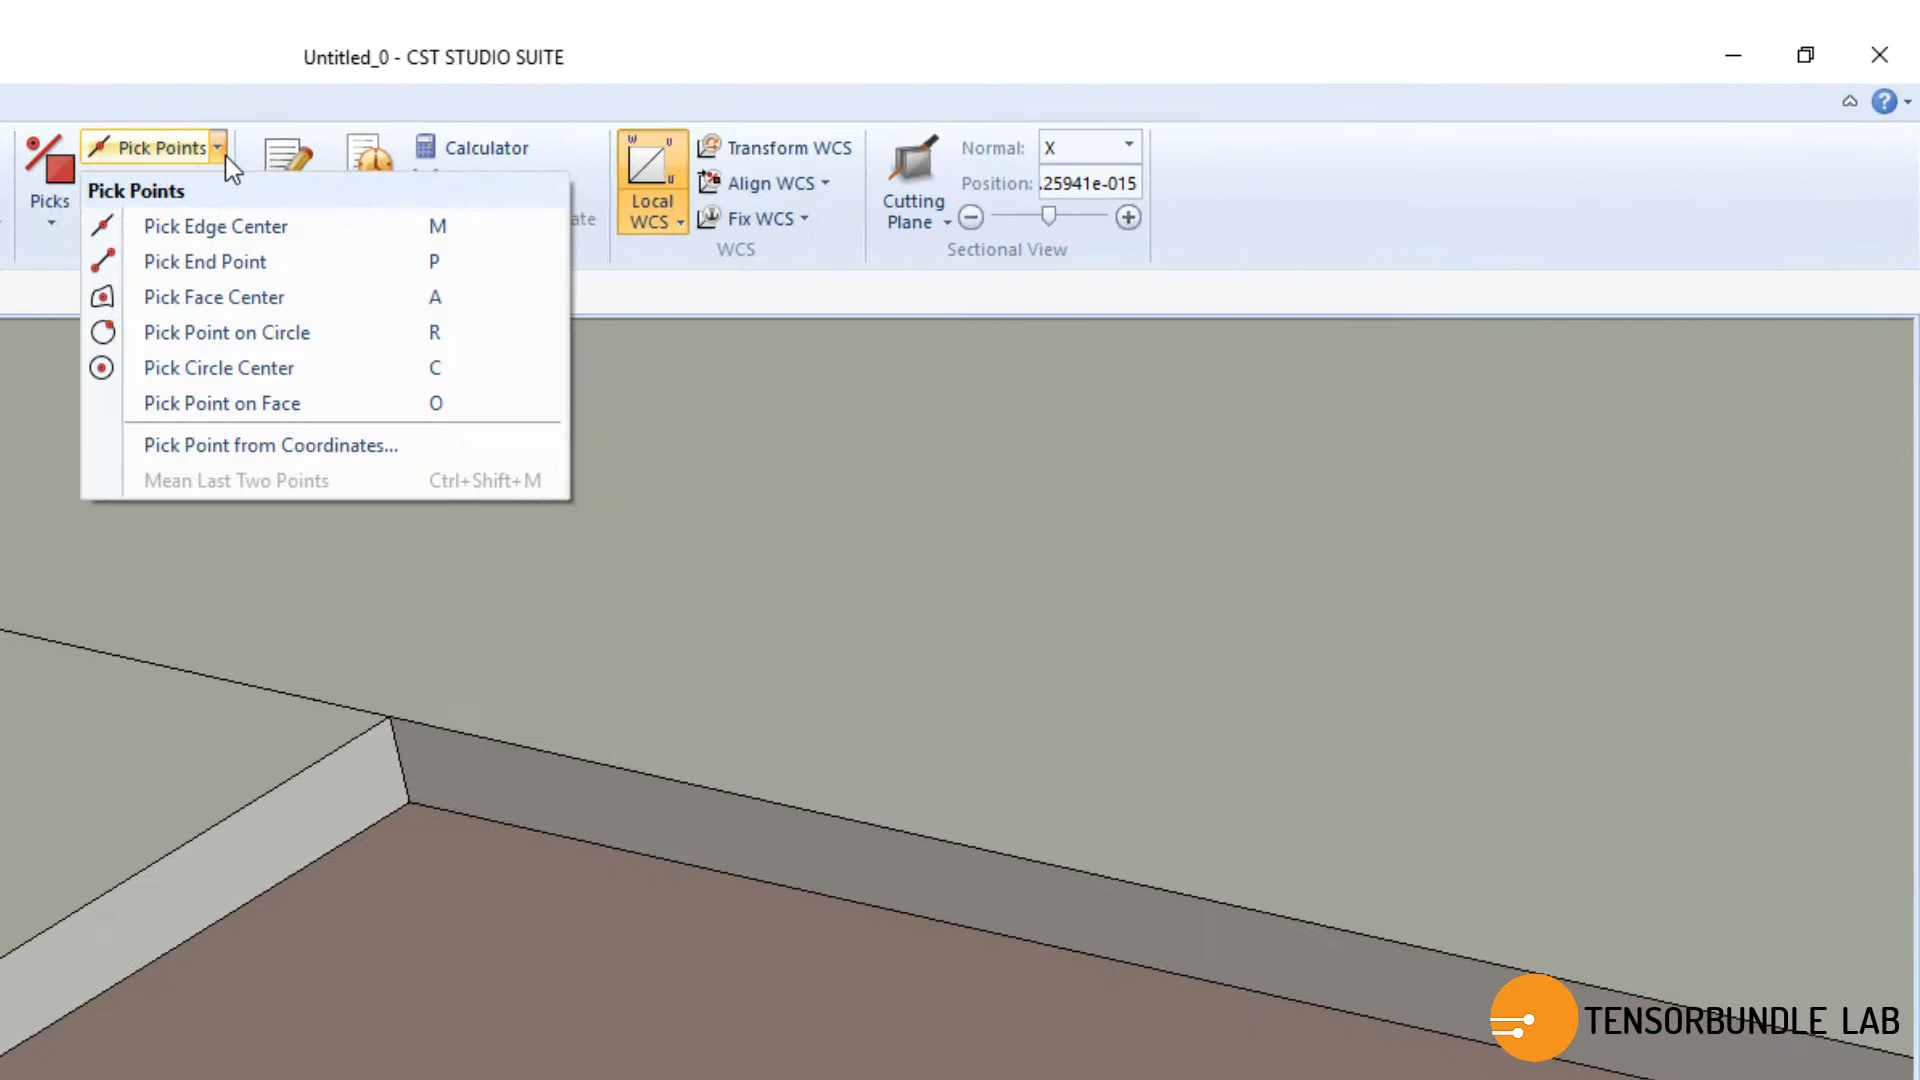 Untitled_0 - CST STUDIO SUITE
Pick Points
Calculator
Picks
Pick Points
Pick Edge Center M
Pick End Point P
Pick Face Center A
Pick Point on Circle R
Pick Circle Center C
Pick Point on Face O
Pick Point from Coordinates...
Mean Last Two Points Ctrl+Shift+M
ate
W
U
U
Local
WCS
Transform WCS
Align WCS
Fix WCS
WCS
Cutting
Plane
Normal: X
Position: .25941e-015
Sectional View
TENSORBUNDLE LAB